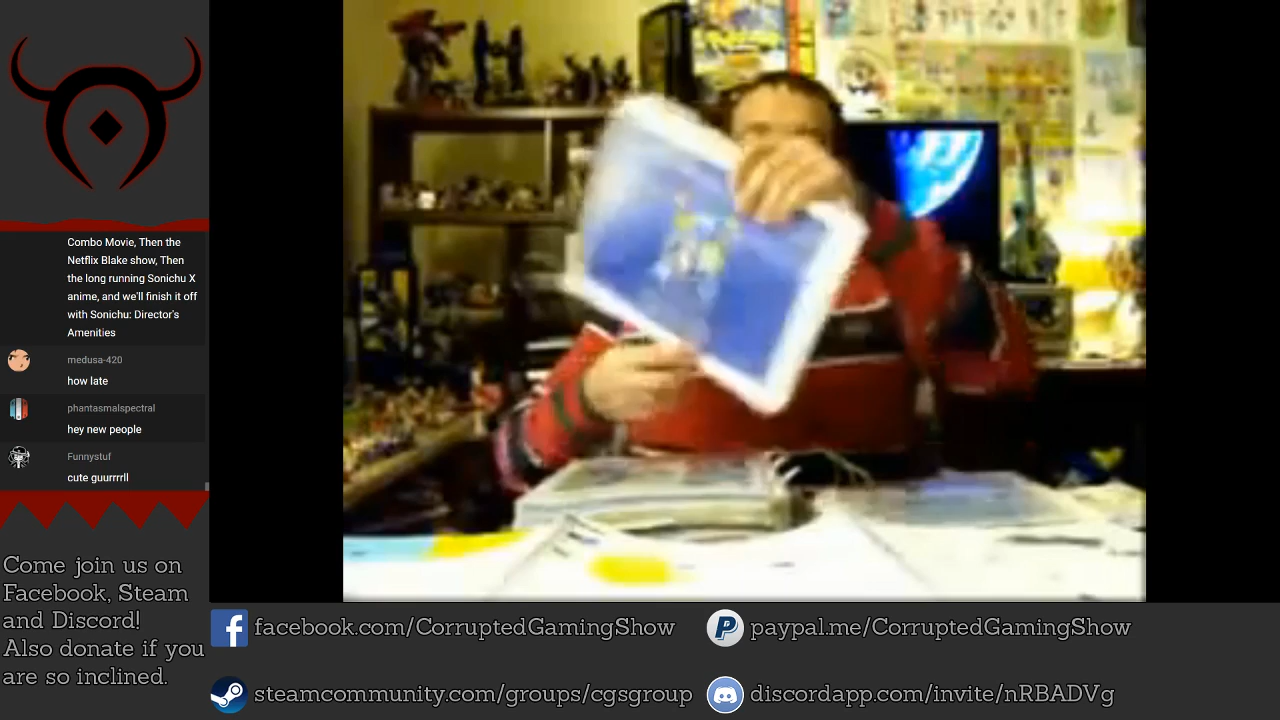 Combo Movie, Then the
Netflix Blake show, Then
the long running Sonichu X
anime, and we'll finish it off
with Sonichu: Director's
Amenities
medusa-420
how late
phantasmalspectral
hey new people
Funnystuf
cute guurrrrll
Come join us on
Facebook, Steam
and Discord!
Also donate if you
are so inclined.
facebook.com/CorruptedGamingShow
paypal.me/CorruptedGamingShow
steamcommunity.com/groups/cgsgroup
discordapp.com/invite/nRBADVg